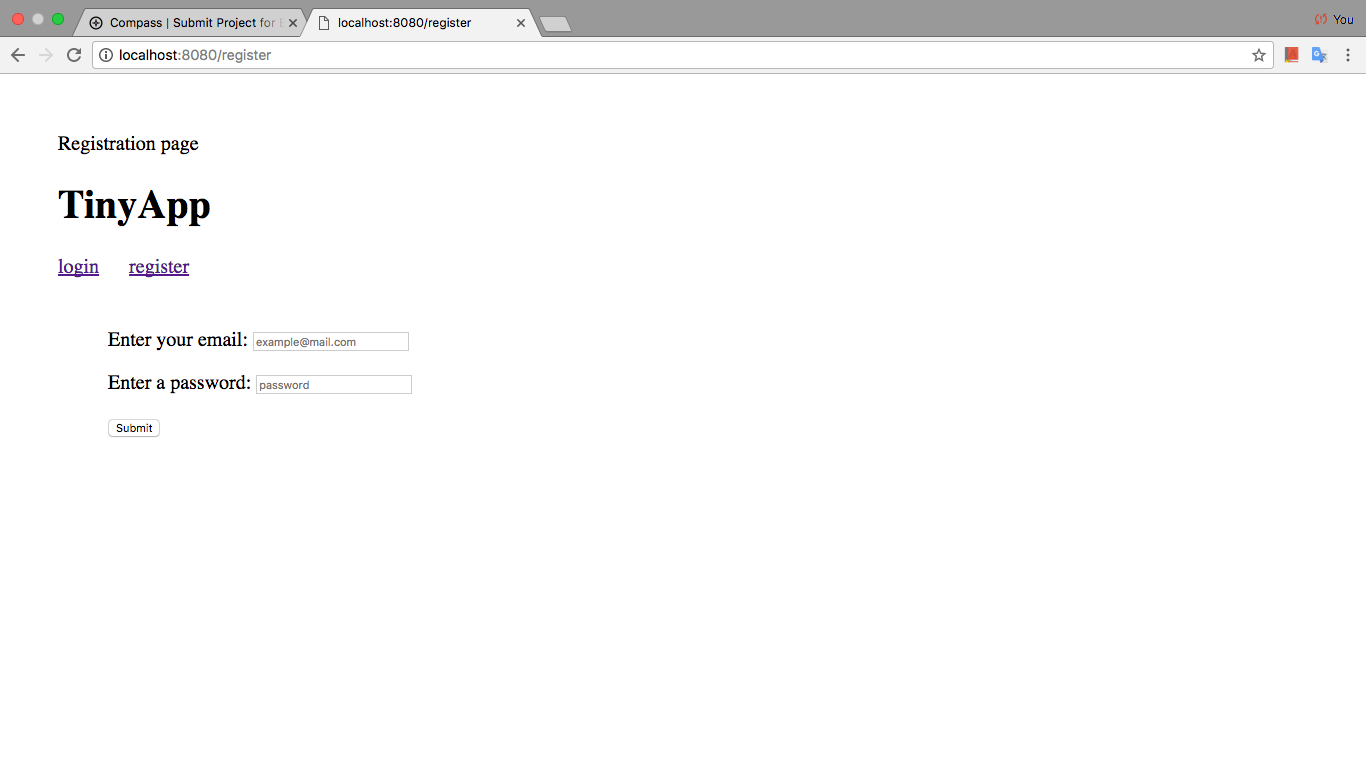 Compass | Submit Project for
localhost:8080/register
You
localhost:8080/register
Registration page
TinyApp
login register
Enter your email: example@mail.com
Enter a password: password
Submit